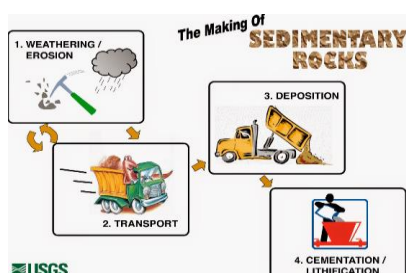 The Making Of
SEDIMENTARY
ROCKS
1. WEATHERING /
EROSION
2. TRANSPORT
3. DEPOSITION
4. CEMENTATION /
LITHIFICATION
USGS